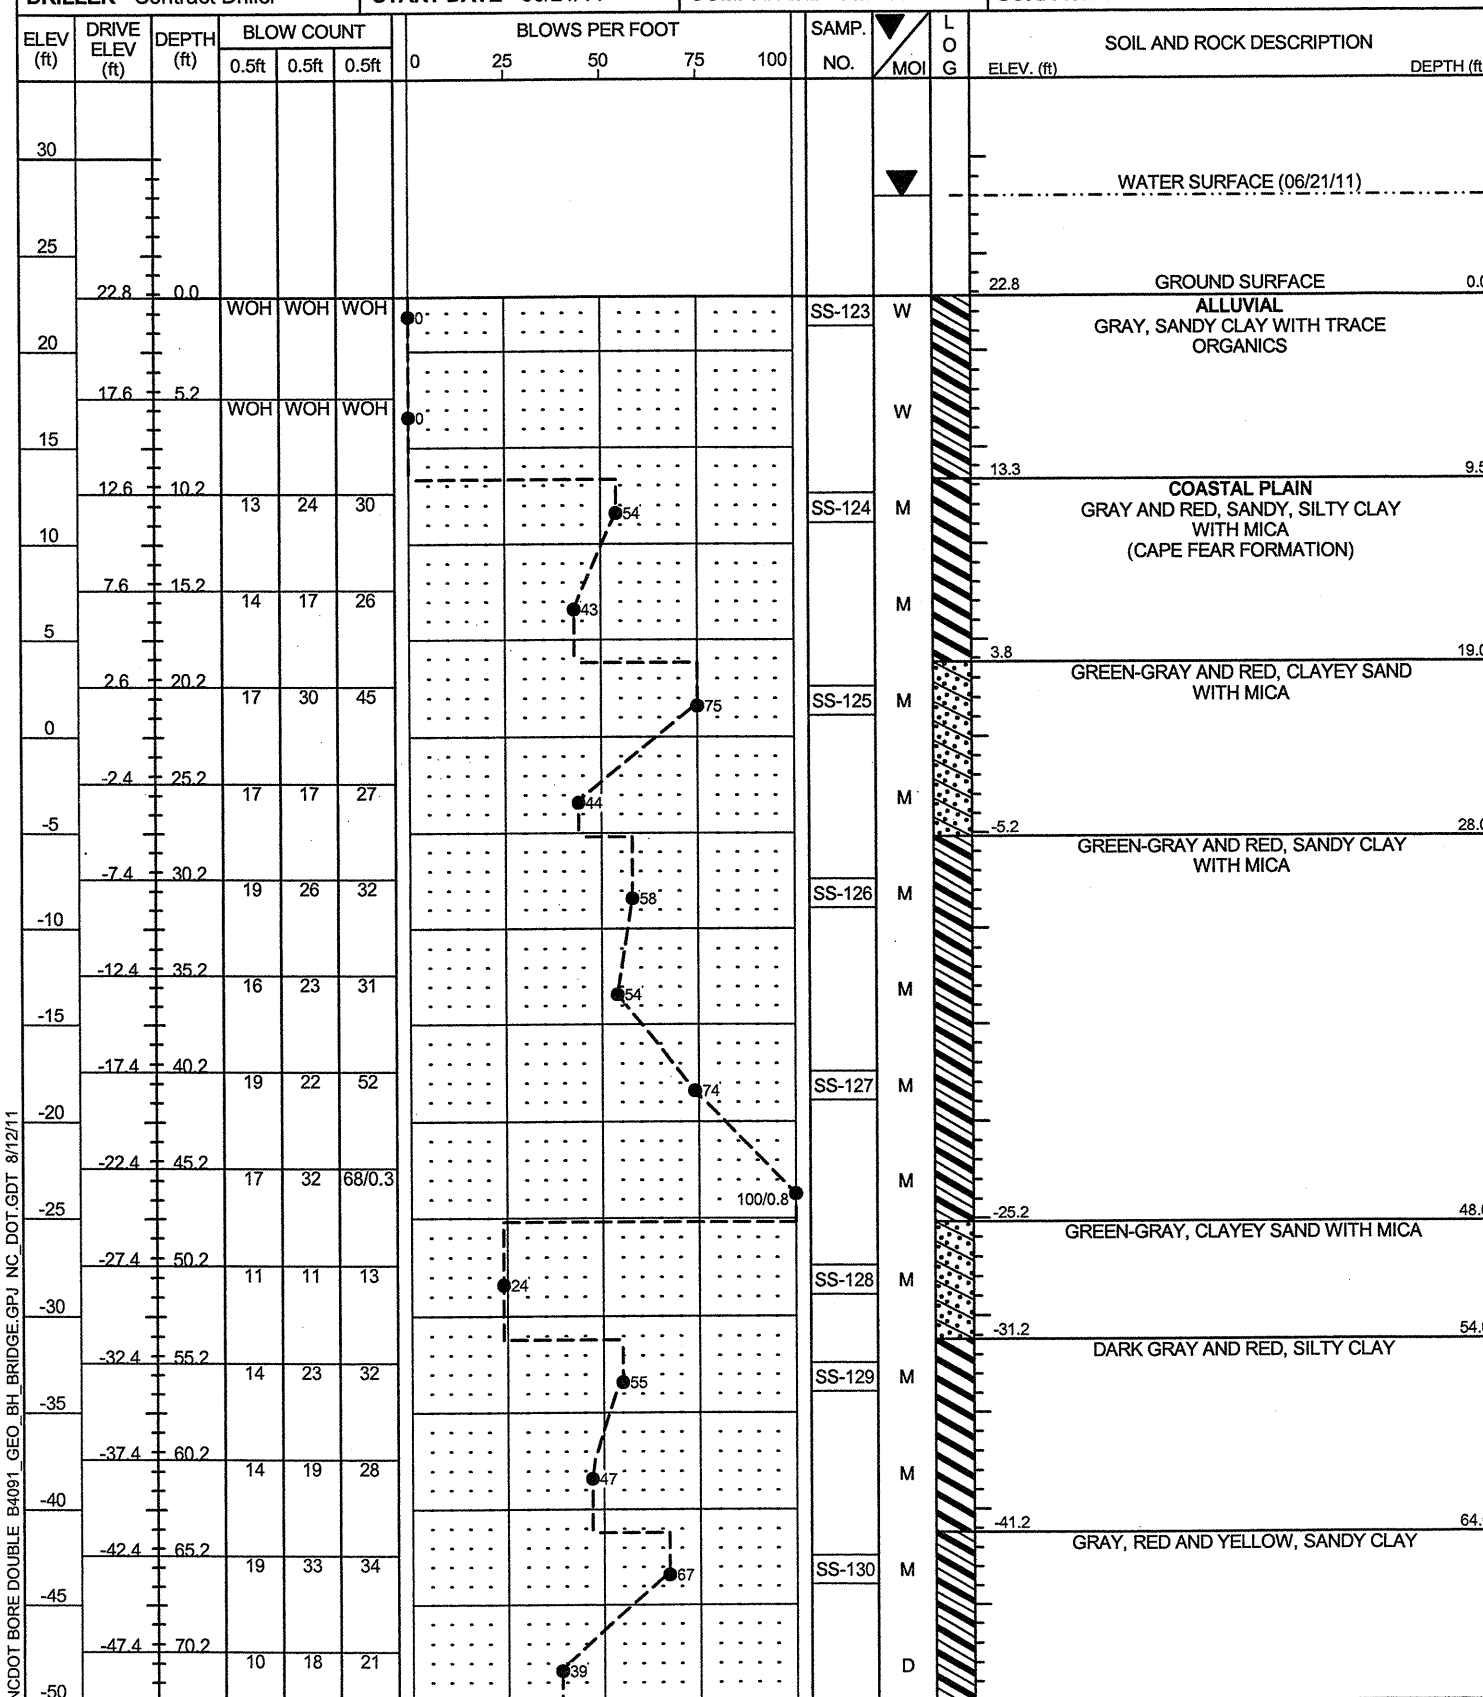 ELEV (ft) DRIVE ELEV (ft) DEPTH (ft) BLOW COUNT BLOWS PER FOOT SAMP. NO. MOI LOG SOIL AND ROCK DESCRIPTION
0.5ft 0.5ft 0.5ft 0 25 50 75 100 ELEV. (ft) DEPTH (ft
30
WATER SURFACE (06/21/11)
25
22.8 0.0 22.8 GROUND SURFACE 0.0
WOH WOH WOH 0 SS-123 W ALLUVIAL
GRAY, SANDY CLAY WITH TRACE
20 ORGANICS
17.6 5.2
WOH WOH WOH 0 W
15
13.3 9.5
12.6 10.2 COASTAL PLAIN
13 24 30 54 SS-124 M GRAY AND RED, SANDY, SILTY CLAY
WITH MICA
10 (CAPE FEAR FORMATION)
7.6 15.2
14 17 26 43 M
5
3.8 19.0
2.6 20.2 GREEN-GRAY AND RED, CLAYEY SAND
17 30 45 75 SS-125 M WITH MICA
0
-2.4 25.2
17 17 27 44 M
-5 -5.2 28.0
GREEN-GRAY AND RED, SANDY CLAY
-7.4 30.2 WITH MICA
19 26 32 58 SS-126 M
-10
-12.4 35.2
16 23 31 54 M
-15
-17.4 40.2
19 22 52 74 SS-127 M
-20
-22.4 45.2
17 32 68/0.3 100/0.8 M
-25 -25.2 48.
GREEN-GRAY, CLAYEY SAND WITH MICA
-27.4 50.2
11 11 13 24 SS-128 M
-30
-31.2 54.
-32.4 55.2 DARK GRAY AND RED, SILTY CLAY
14 23 32 55 SS-129 M
-35
-37.4 60.2
14 19 28 47 M
-40
-41.2 64.
-42.4 65.2 GRAY, RED AND YELLOW, SANDY CLAY
19 33 34 67 SS-130 M
-45
-47.4 70.2
10 18 21 39 D
-50
NCDOT BORE DOUBLE B4091_GEO_BH_BRIDGE.GPJ NC_DOT.GDT 8/12/11